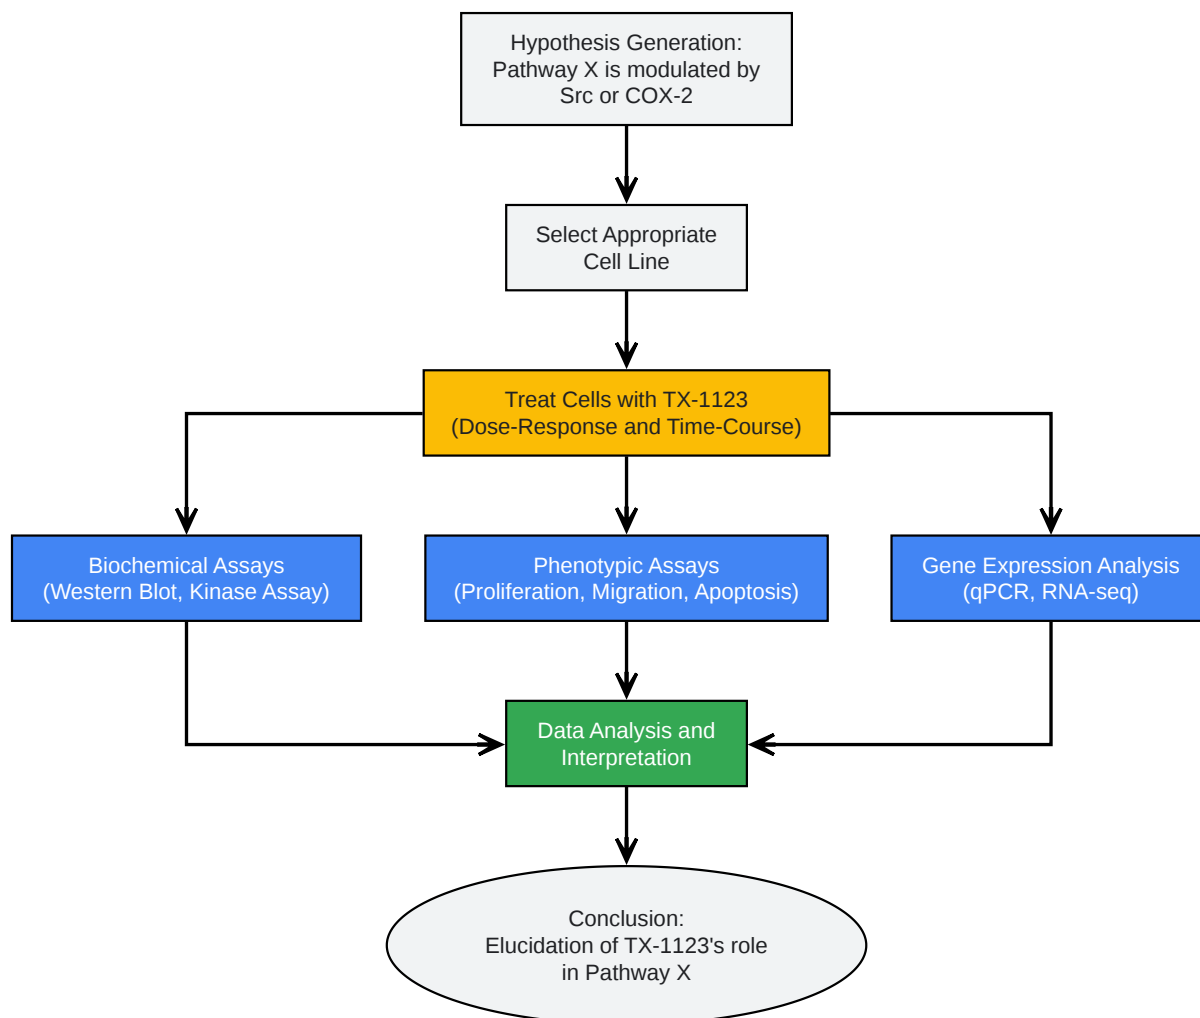 Hypothesis Generation:
Pathway X is modulated by
Src or COX-2
Select Appropriate
Cell Line
Treat Cells with TX-1123
(Dose-Response and Time-Course)
Biochemical Assays
(Western Blot, Kinase Assay)
Phenotypic Assays
(Proliferation, Migration, Apoptosis)
Gene Expression Analysis
(qPCR, RNA-seq)
Data Analysis and
Interpretation
Conclusion:
Elucidation of TX-1123's role
in Pathway X